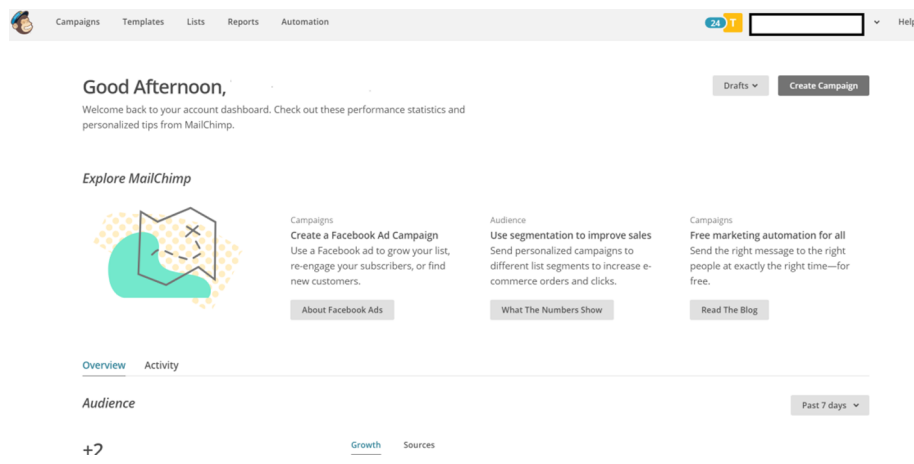 Campaigns Templates Lists Reports Automation 24 T Help
Good Afternoon,
Drafts Create Campaign
Welcome back to your account dashboard. Check out these performance statistics and
personalized tips from MailChimp.
Explore MailChimp
Campaigns
Create a Facebook Ad Campaign
Use a Facebook ad to grow your list,
re-engage your subscribers, or find
new customers.
About Facebook Ads
Audience
Use segmentation to improve sales
Send personalized campaigns to
different list segments to increase e-
commerce orders and clicks.
What The Numbers Show
Campaigns
Free marketing automation for all
Send the right message to the right
people at exactly the right time—for
free.
Read The Blog
Overview Activity
Audience
Past 7 days
+2
Growth Sources